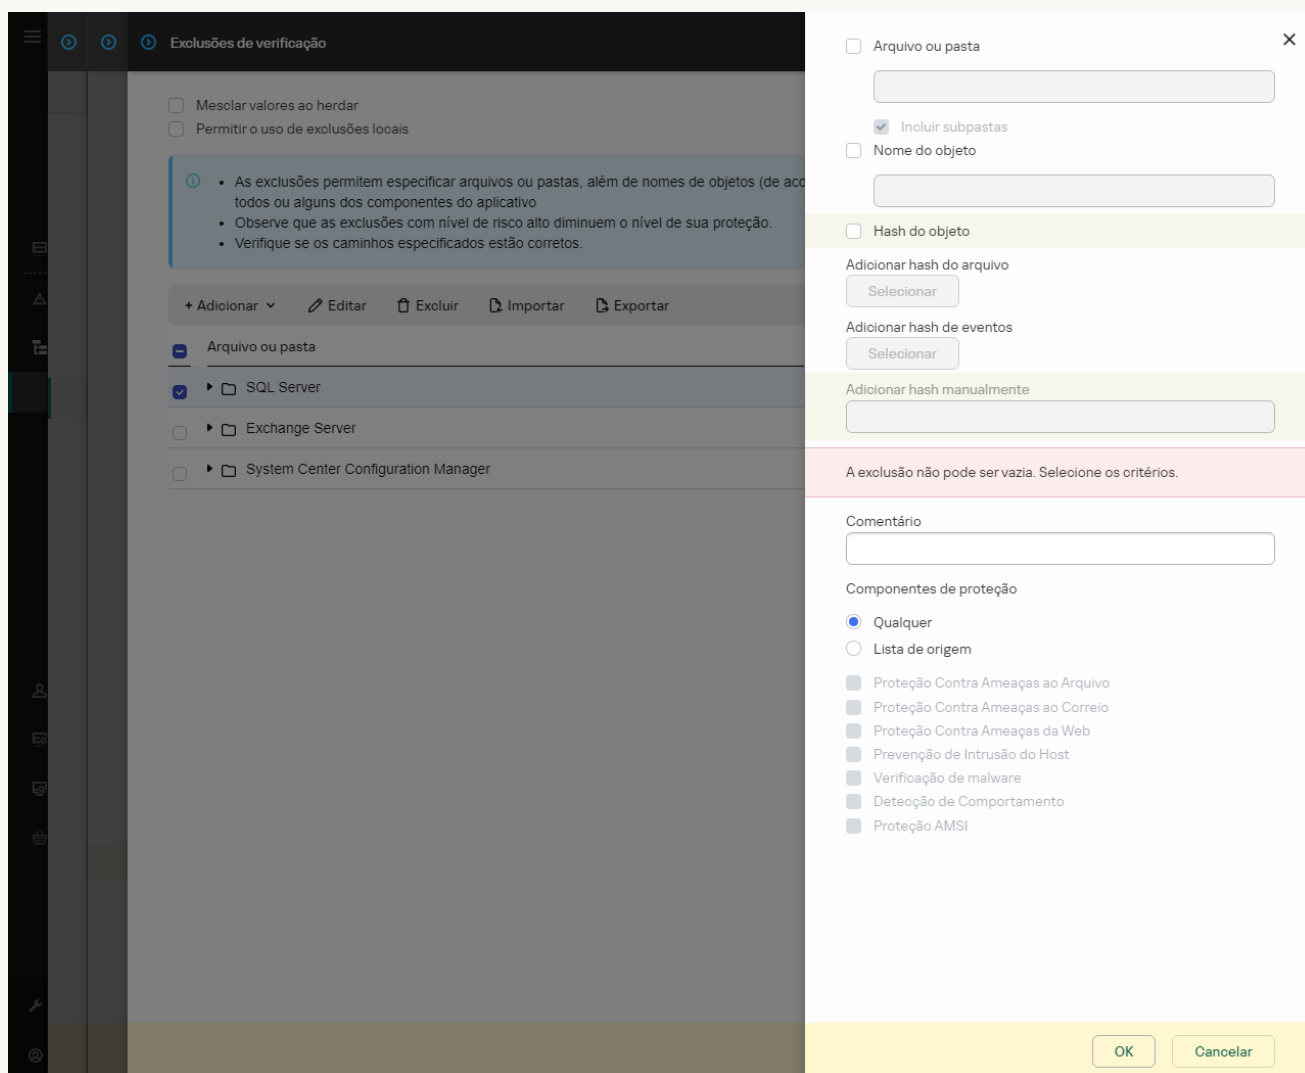 Exclusões de verificação
Mesclar valores ao herdar
Permitir o uso de exclusões locais
• As exclusões permitem especificar arquivos ou pastas, além de nomes de objetos (de aco
todos ou alguns dos componentes do aplicativo
• Observe que as exclusões com nível de risco alto diminuem o nível de sua proteção.
• Verifique se os caminhos especificados estão corretos.
+ Adicionar
Editar
Excluir
Importar
Exportar
Arquivo ou pasta
SQL Server
Exchange Server
System Center Configuration Manager
Arquivo ou pasta
Incluir subpastas
Nome do objeto
Hash do objeto
Adicionar hash do arquivo
Selecionar
Adicionar hash de eventos
Selecionar
Adicionar hash manualmente
A exclusão não pode ser vazia. Selecione os critérios.
Comentário
Componentes de proteção
Qualquer
Lista de origem
Proteção Contra Ameaças ao Arquivo
Proteção Contra Ameaças ao Correio
Proteção Contra Ameaças da Web
Prevenção de Intrusão do Host
Verificação de malware
Detecção de Comportamento
Proteção AMSI
OK
Cancelar